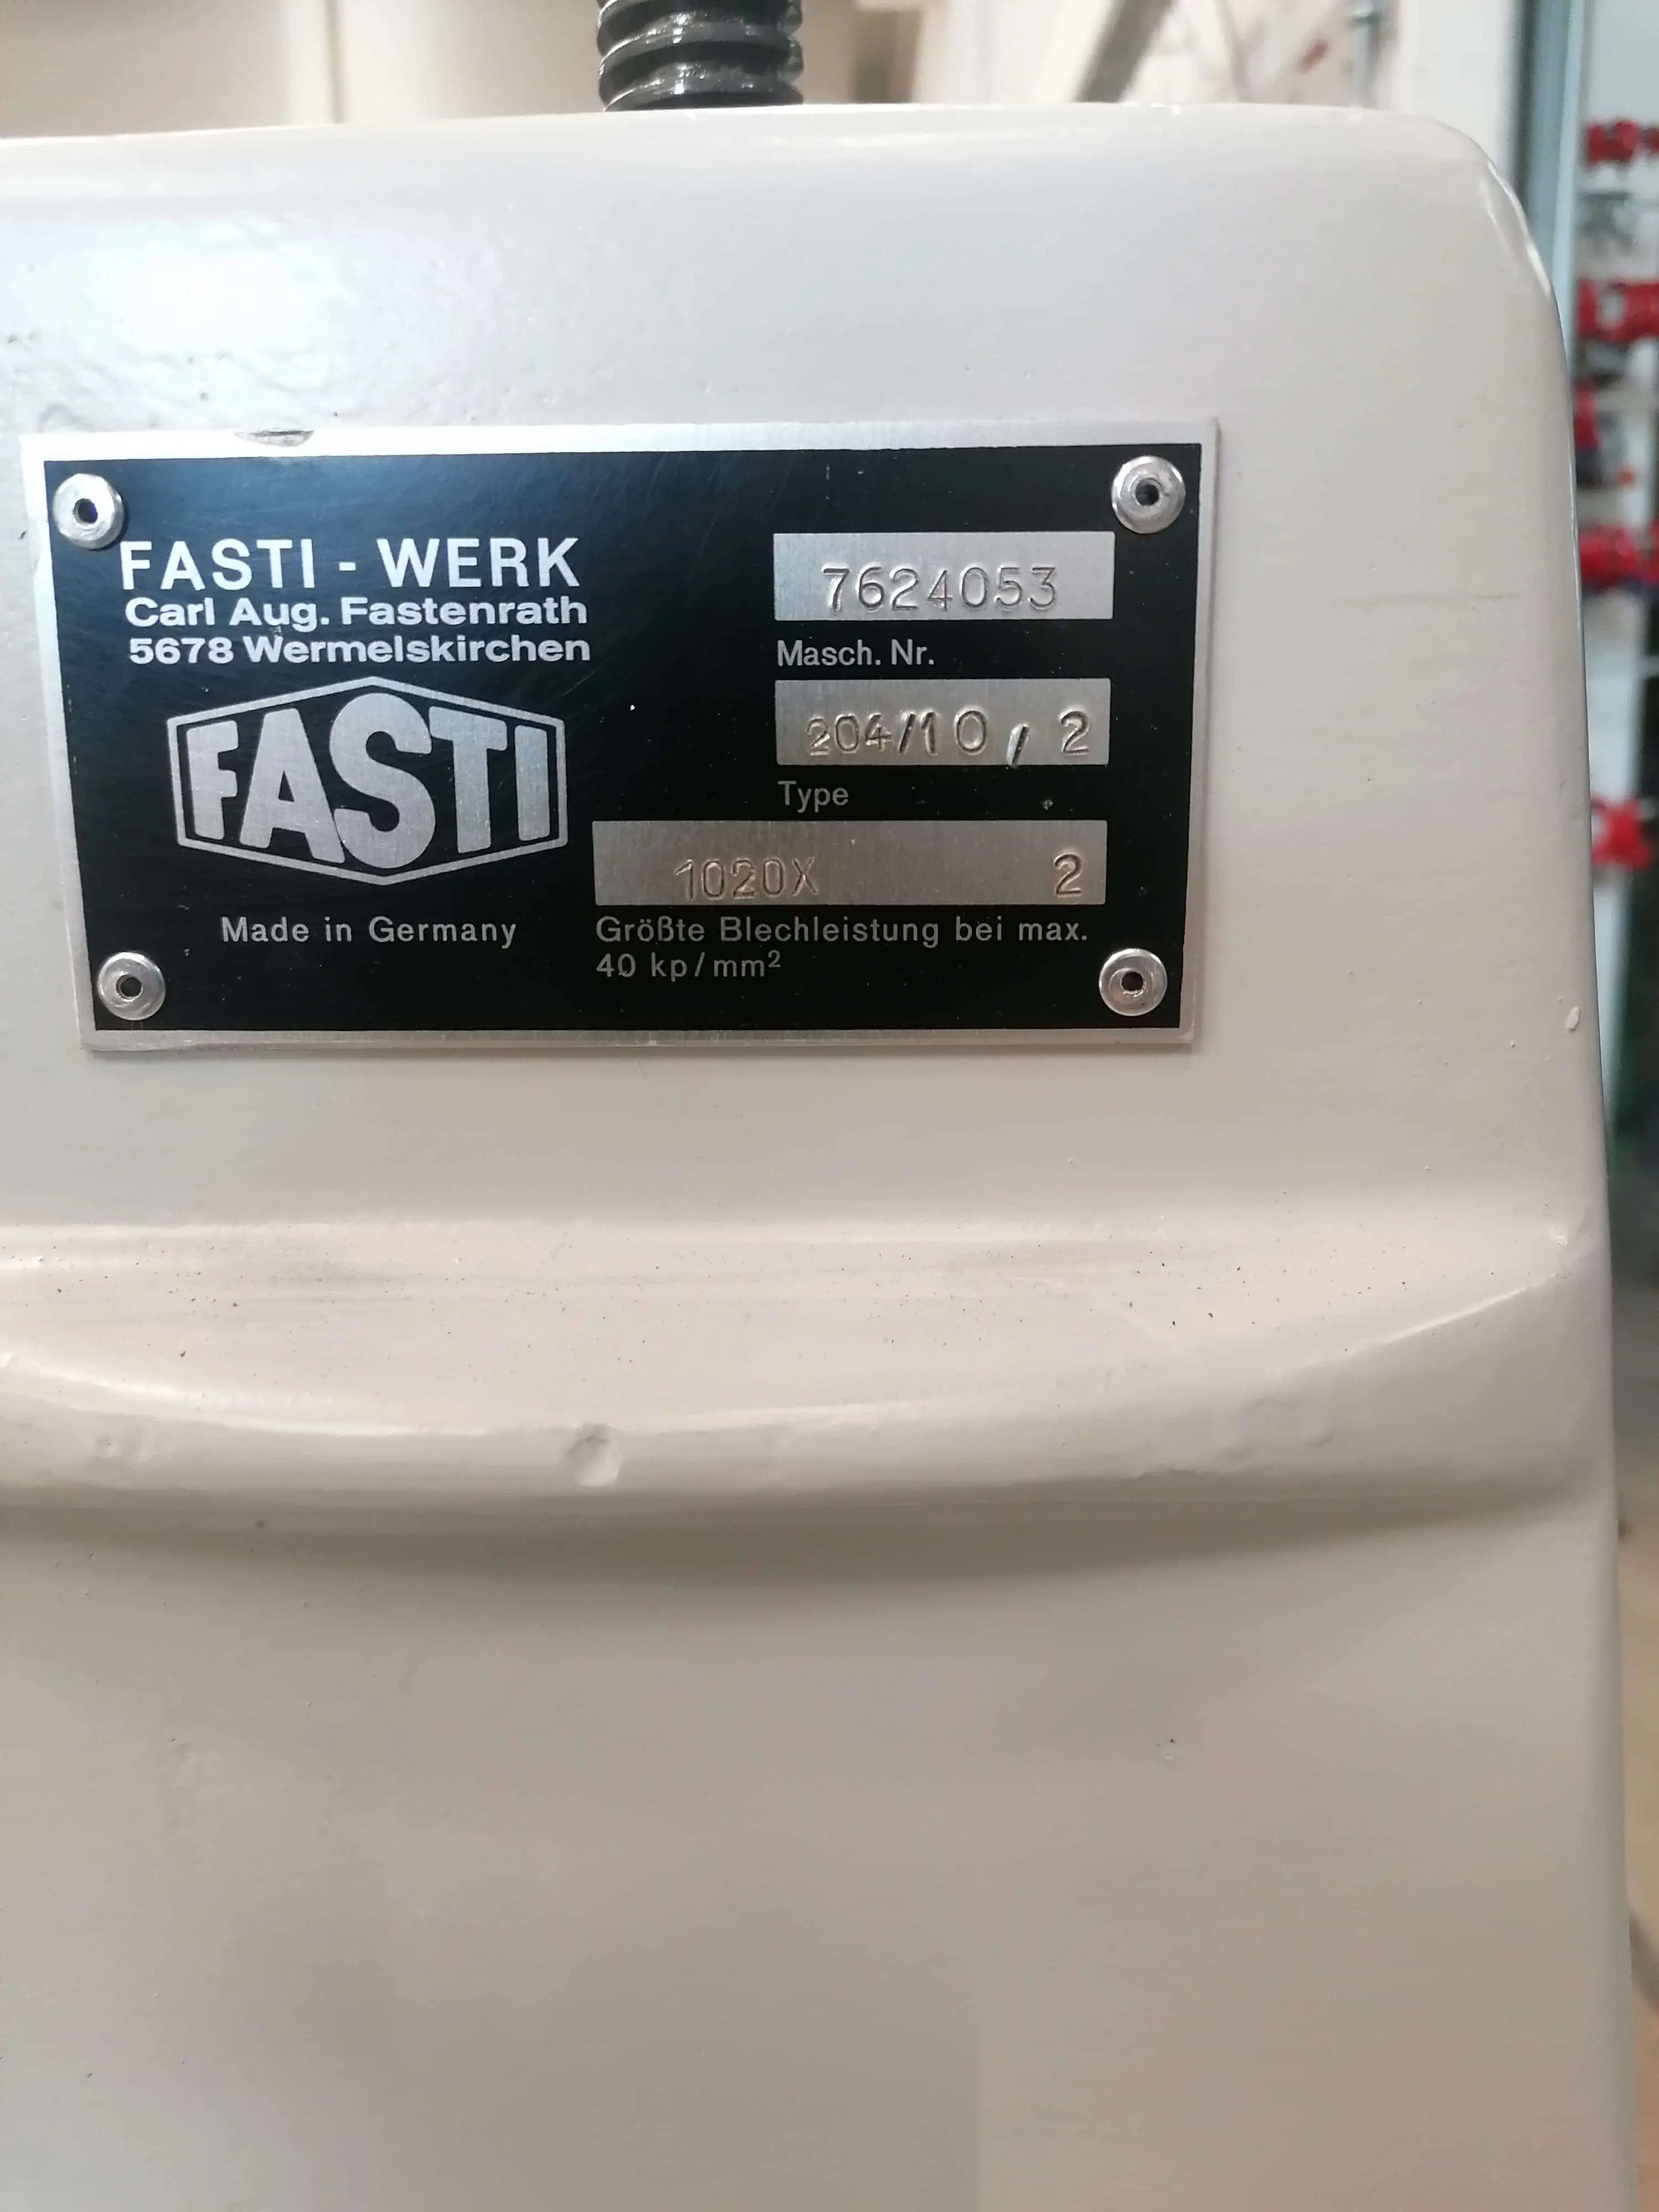 FASTI - WERK
Carl Aug. Fastenrath
5678 Wermelskirchen
FASTI
Made in Germany
7624053
Masch. Nr.
204/10,2
Type
1020X 2
Größte Blechleistung bei max.
40 kp/mm²